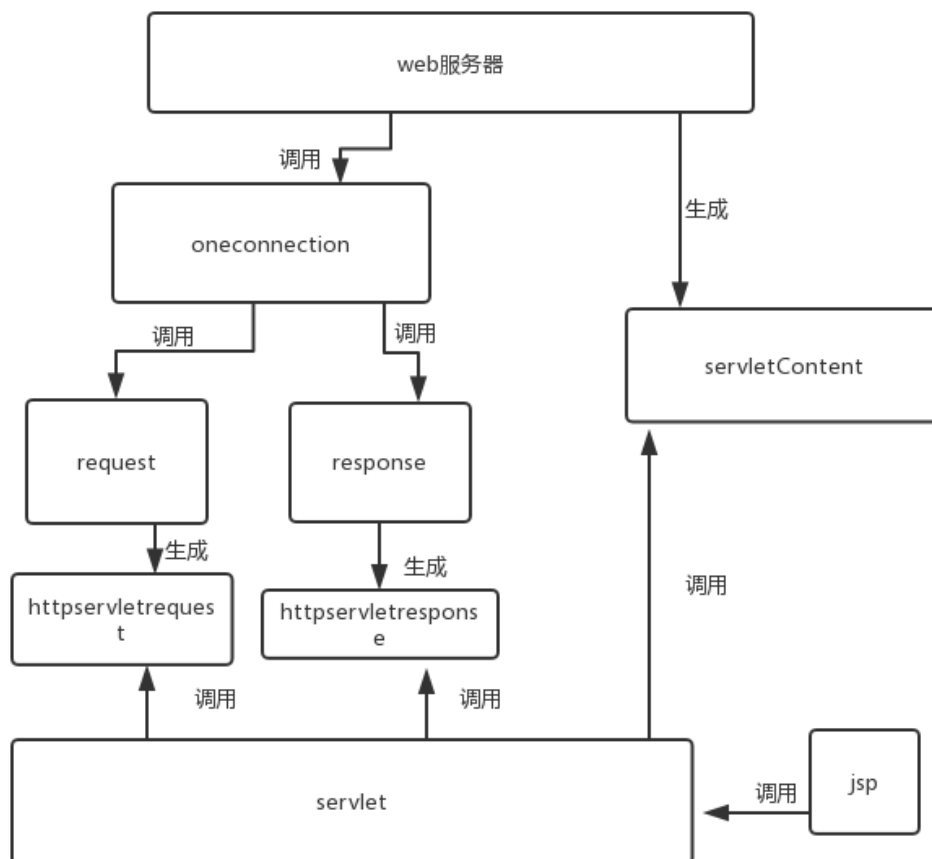 web服务器
调用
oneconnection
生成
调用
调用
servletContent
request
response
生成
生成
httpservletreques
t
httpservletrespons
e
调用
调用
调用
servlet
调用
jsp